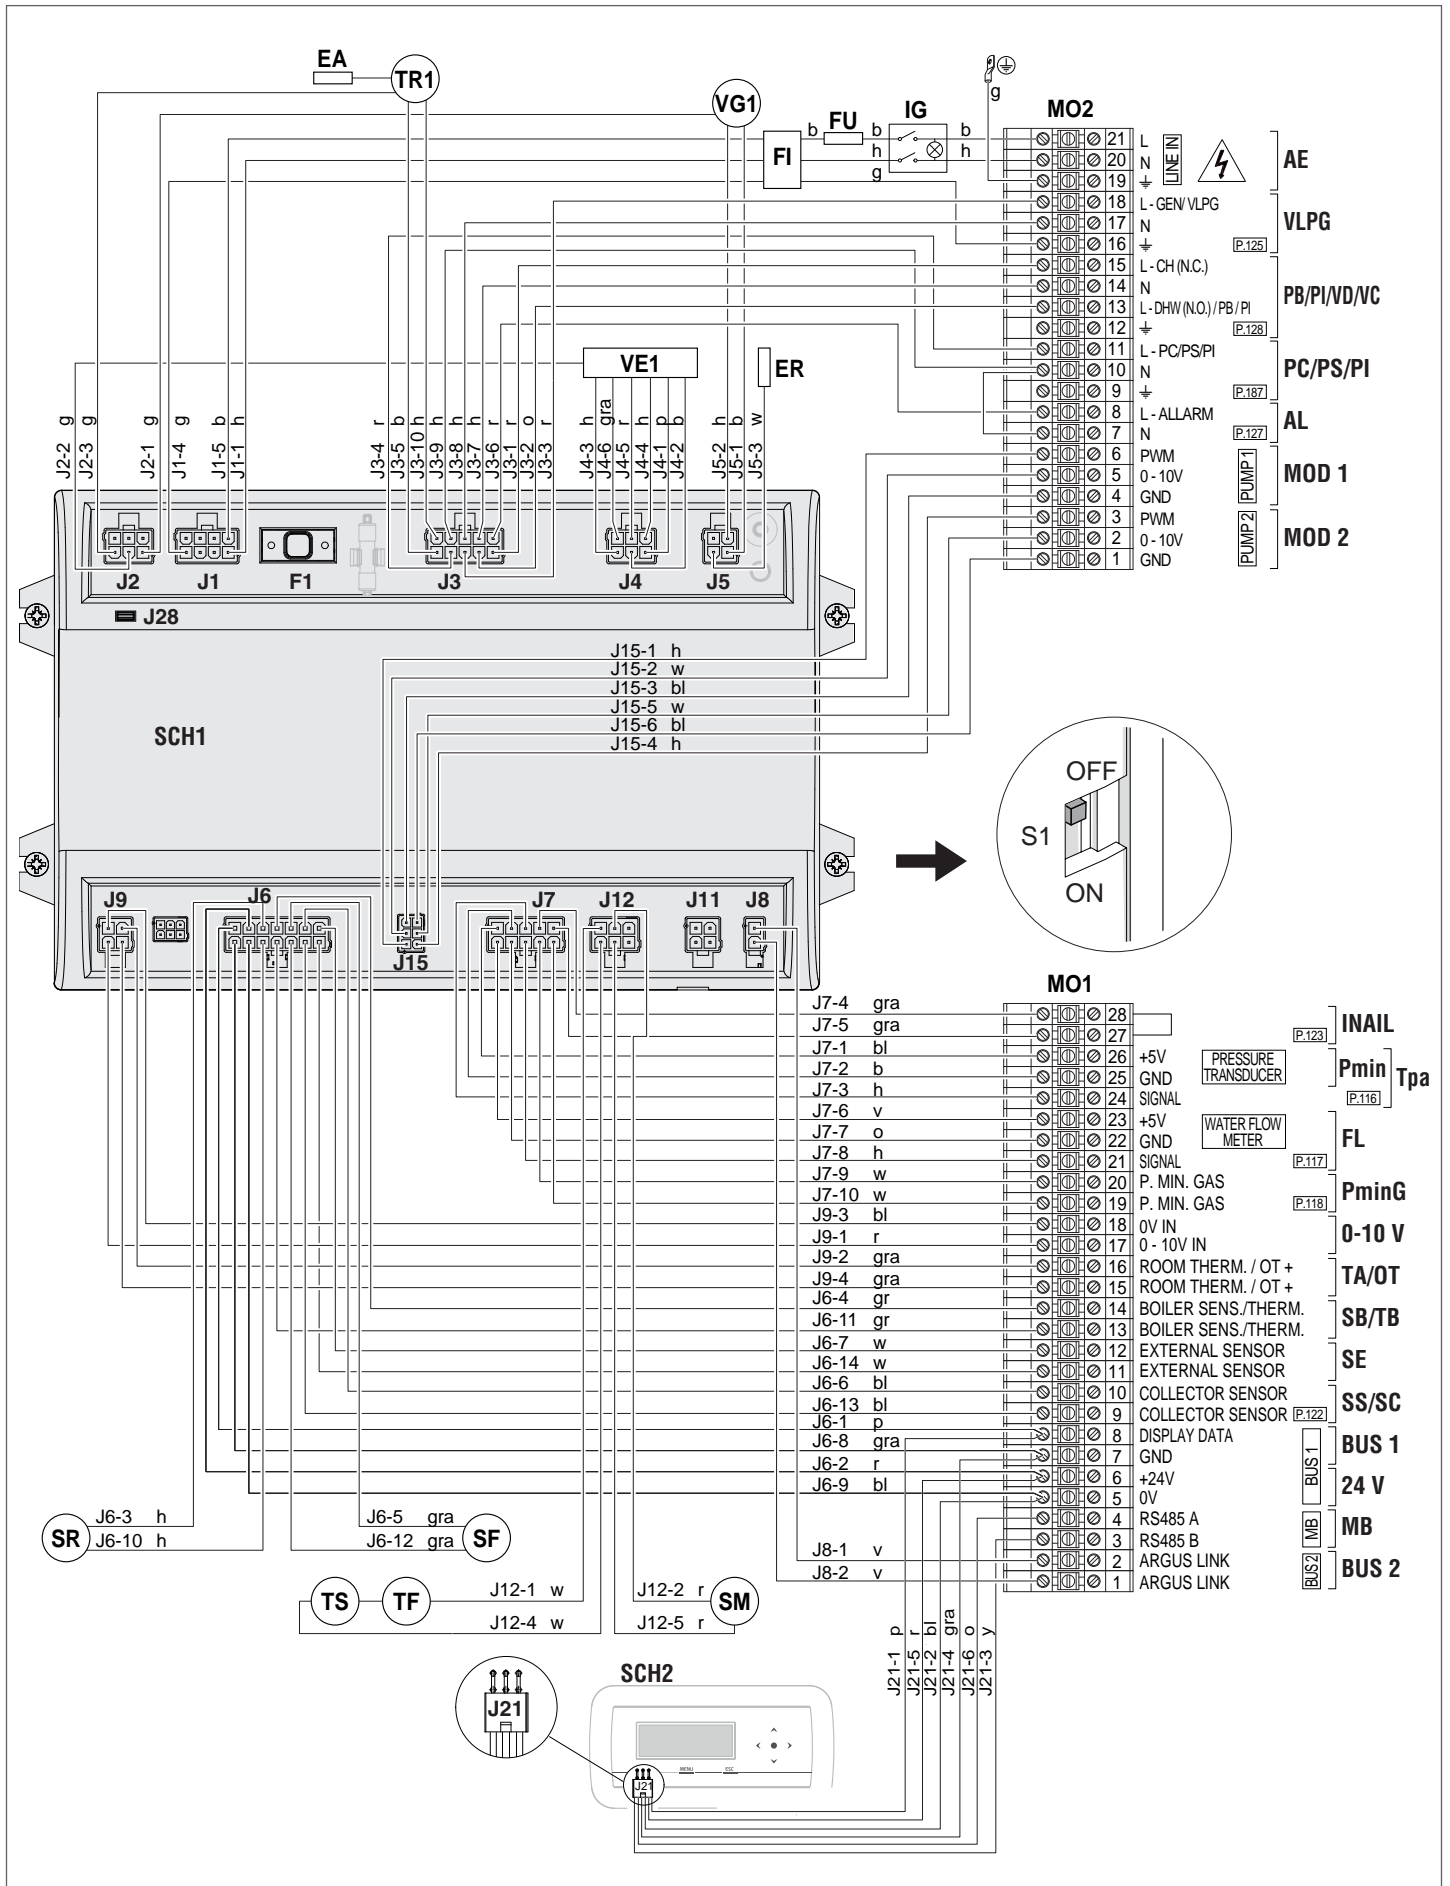 EA
TR1
VG1
g
MO2
FU
IG
b
b
b
h
h
g
FI
21 L
20 N
19
LINE IN
AE
18 L - GEN/ VLPG
17 N
16
P.125
VLPG
15 L - CH (N.C.)
14 N
13 L - DHW (N.O.) / PB / PI
12
P.128
PB/PI/VD/VC
11 L - PC/PS/PI
10 N
9
P.187
PC/PS/PI
8 L - ALLARM
7 N
P.127
AL
6 PWM
5 0 - 10V
4 GND
PUMP 1
MOD 1
3 PWM
2 0 - 10V
1 GND
PUMP 2
MOD 2
VE1
ER
J2-2 g
J2-3 g
J2-1 g
J1-4 g
J1-5 b
J1-1 h
J3-4 r
J3-5 b
J3-10 h
J3-9 h
J3-8 h
J3-7 h
J3-6 r
J3-1 r
J3-2 o
J3-3 r
J4-3 h
J4-6 gra
J4-5 r
J4-4 h
J4-1 p
J4-2 b
J5-2 h
J5-1 b
J5-3 w
J2
J1
F1
J3
J4
J5
J28
J15-1 h
J15-2 w
J15-3 bl
J15-5 w
J15-6 bl
J15-4 h
SCH1
OFF
S1
ON
J9
J6
J15
J7
J12
J11
J8
MO1
J7-4 gra
J7-5 gra
J7-1 bl
J7-2 b
J7-3 h
J7-6 v
J7-7 o
J7-8 h
J7-9 w
J7-10 w
J9-3 bl
J9-1 r
J9-2 gra
J9-4 gra
J6-4 gr
J6-11 gr
J6-7 w
J6-14 w
J6-6 bl
J6-13 bl
J6-1 p
J6-8 gra
J6-2 r
J6-9 bl
J8-1 v
J8-2 v
28
27
P.123
INAIL
26 +5V
25 GND
24 SIGNAL
PRESSURE
TRANSDUCER
Pmin
P.116
Tpa
23 +5V
22 GND
21 SIGNAL
WATER FLOW
METER
P.117
FL
20 P. MIN. GAS
19 P. MIN. GAS
P.118
PminG
18 0V IN
17 0 - 10V IN
0-10 V
16 ROOM THERM. / OT +
15 ROOM THERM. / OT +
TA/OT
14 BOILER SENS./THERM.
13 BOILER SENS./THERM.
SB/TB
12 EXTERNAL SENSOR
11 EXTERNAL SENSOR
SE
10 COLLECTOR SENSOR
9 COLLECTOR SENSOR
P.122
SS/SC
8 DISPLAY DATA
7 GND
BUS 1
BUS 1
6 +24V
5 0V
24 V
4 RS485 A
3 RS485 B
MB
MB
2 ARGUS LINK
1 ARGUS LINK
BUS2
BUS 2
SR
J6-3 h
J6-10 h
J6-5 gra
J6-12 gra
SF
TS
TF
J12-1 w
J12-4 w
J12-2 r
J12-5 r
SM
J21-1 p
J21-5 r
J21-2 bl
J21-4 gra
J21-6 o
J21-3 y
SCH2
J21
MENU
ESC
J21